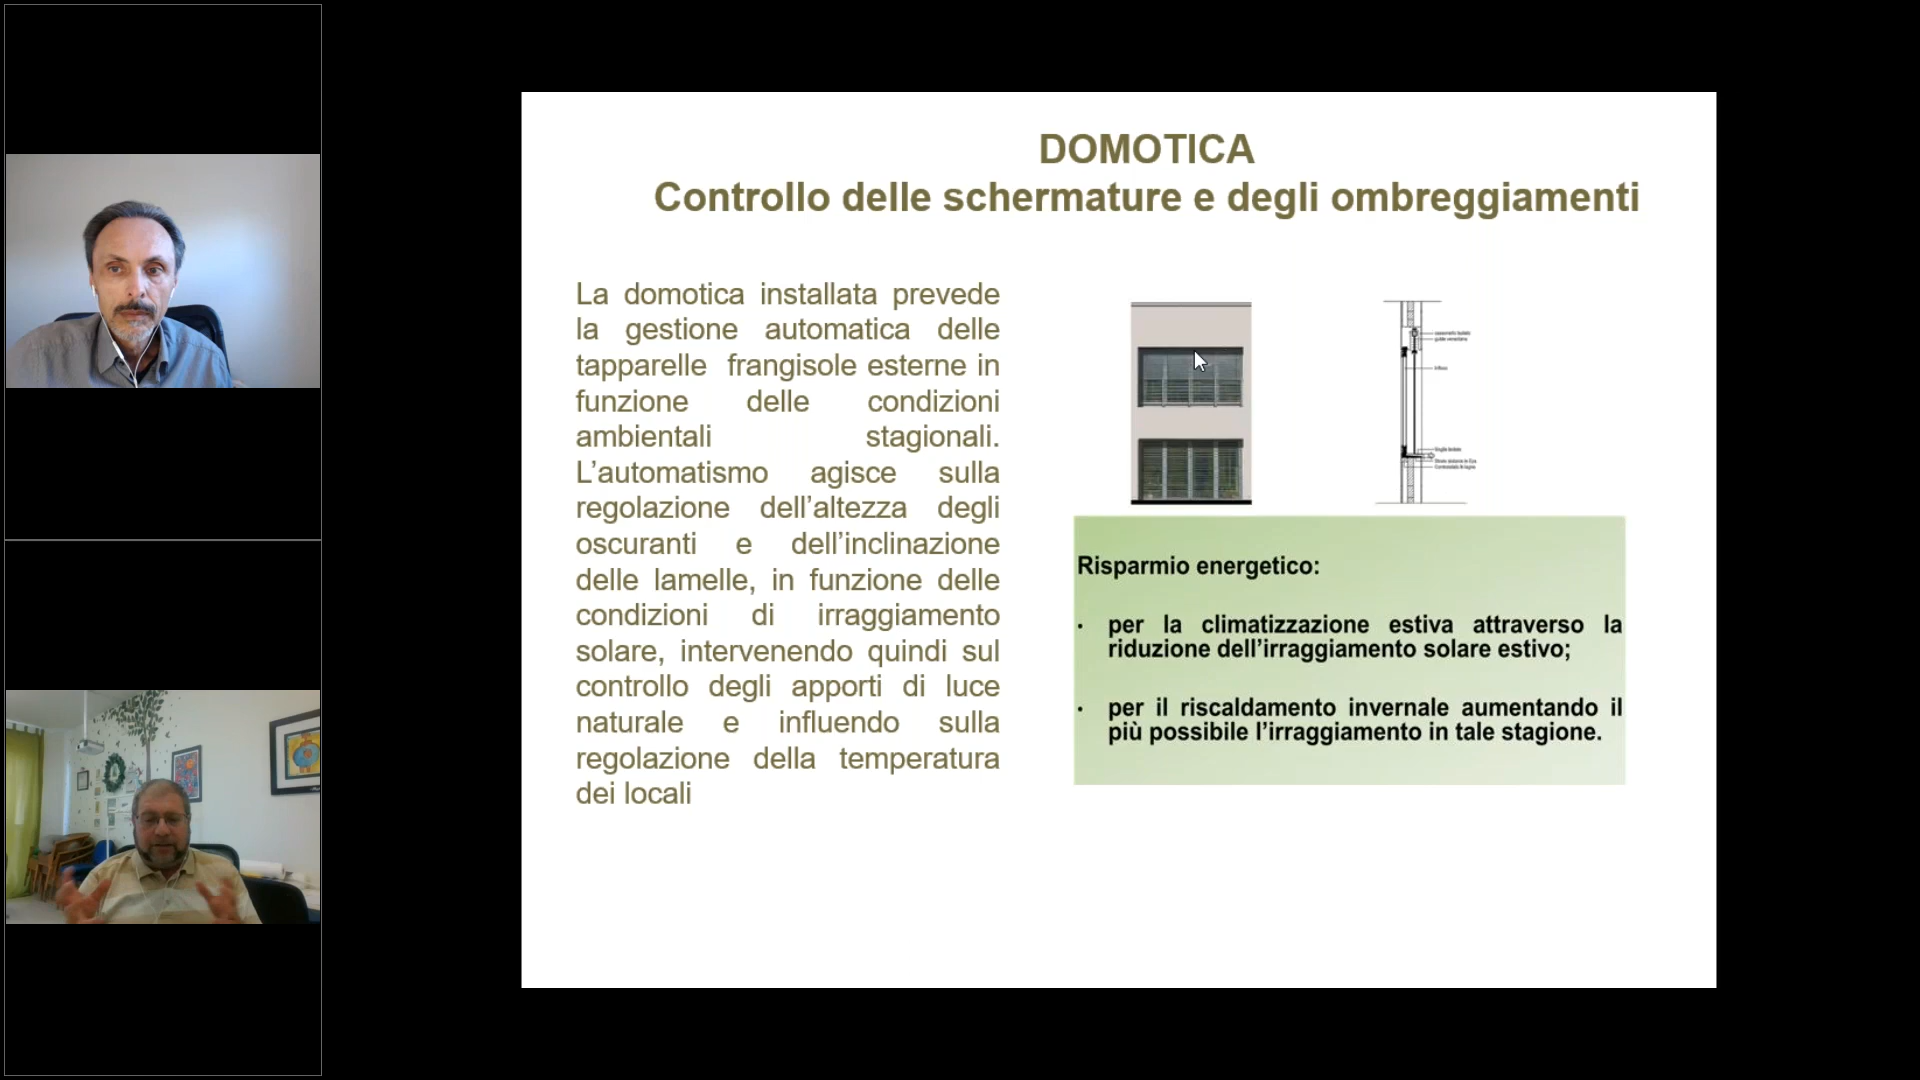 DOMOTICA
Controllo delle schermature e degli ombreggiamenti
La domotica installata prevede
la gestione automatica delle
tapparelle frangisole esterne in
funzione delle condizioni
ambientali stagionali.
L’automatismo agisce sulla
regolazione dell’altezza degli
oscuranti e dell’inclinazione
delle lamelle, in funzione delle
condizioni di irraggiamento
solare, intervenendo quindi sul
controllo degli apporti di luce
naturale e influendo sulla
regolazione della temperatura
dei locali
Risparmio energetico:
• per la climatizzazione estiva attraverso la
riduzione dell’irraggiamento solare estivo;
• per il riscaldamento invernale aumentando il
più possibile l’irraggiamento in tale stagione.